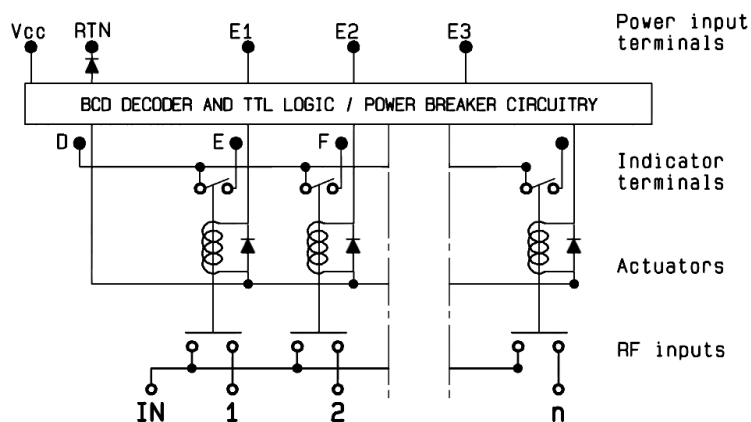 Vcc RTN E1 E2 E3 Power input
terminals
BCD DECODER AND TTL LOGIC / POWER BREAKER CIRCUITRY
D E F Indicator
terminals
Actuators
RF inputs
IN 1 2 n